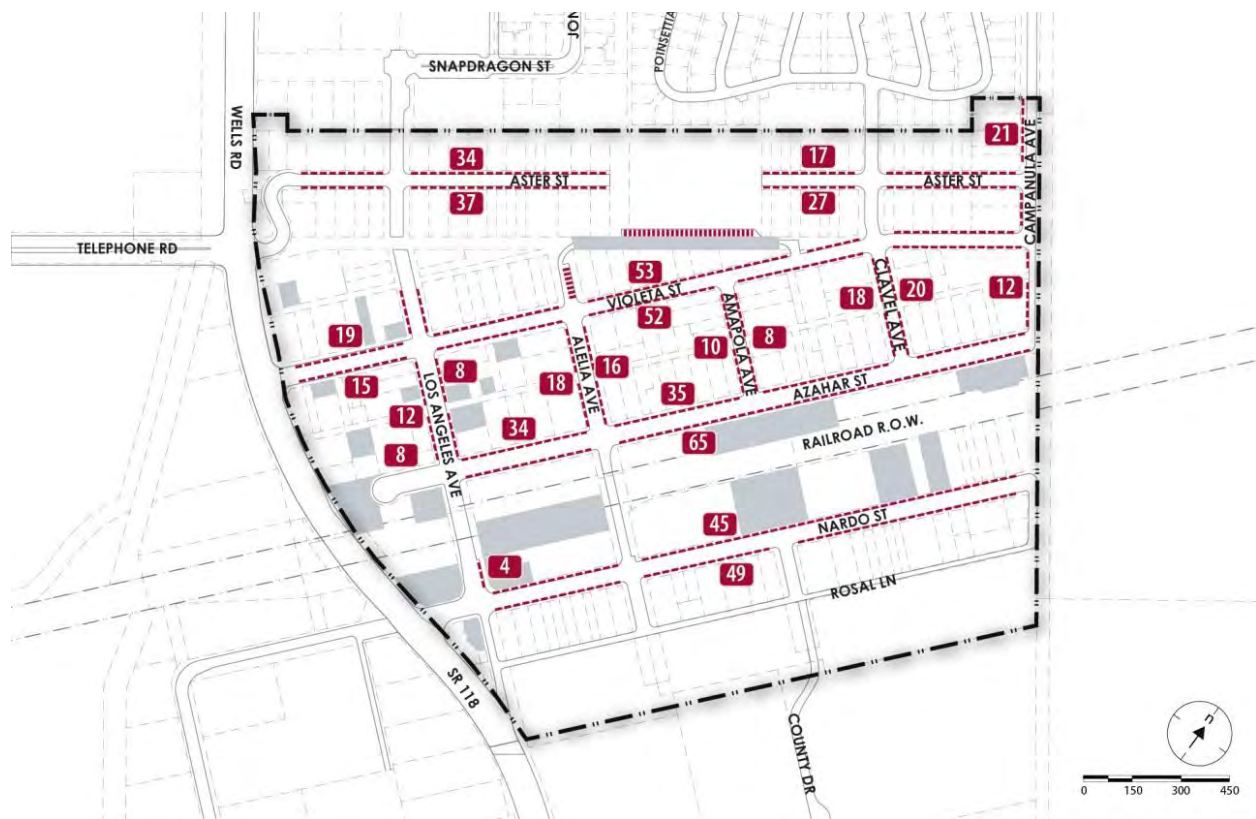 JON
POINSETTIA
SNAPDRAGON ST
WELLS RD
CAMPANULA AVE
21
34
17
ASTER ST
ASTER ST
37
27
TELEPHONE RD
53
CLAVEL AVE
VIOLETA ST
18
20
12
52
AMAPOLA AVE
19
ALELIA AVE
10
8
8
16
18
15
LOS ANGELES AVE
12
35
AZAHAR ST
34
65
RAILROAD R.O.W.
8
45
NARDO ST
4
49
ROSAL LN
SR 118
COUNTY DR
n
0 150 300 450